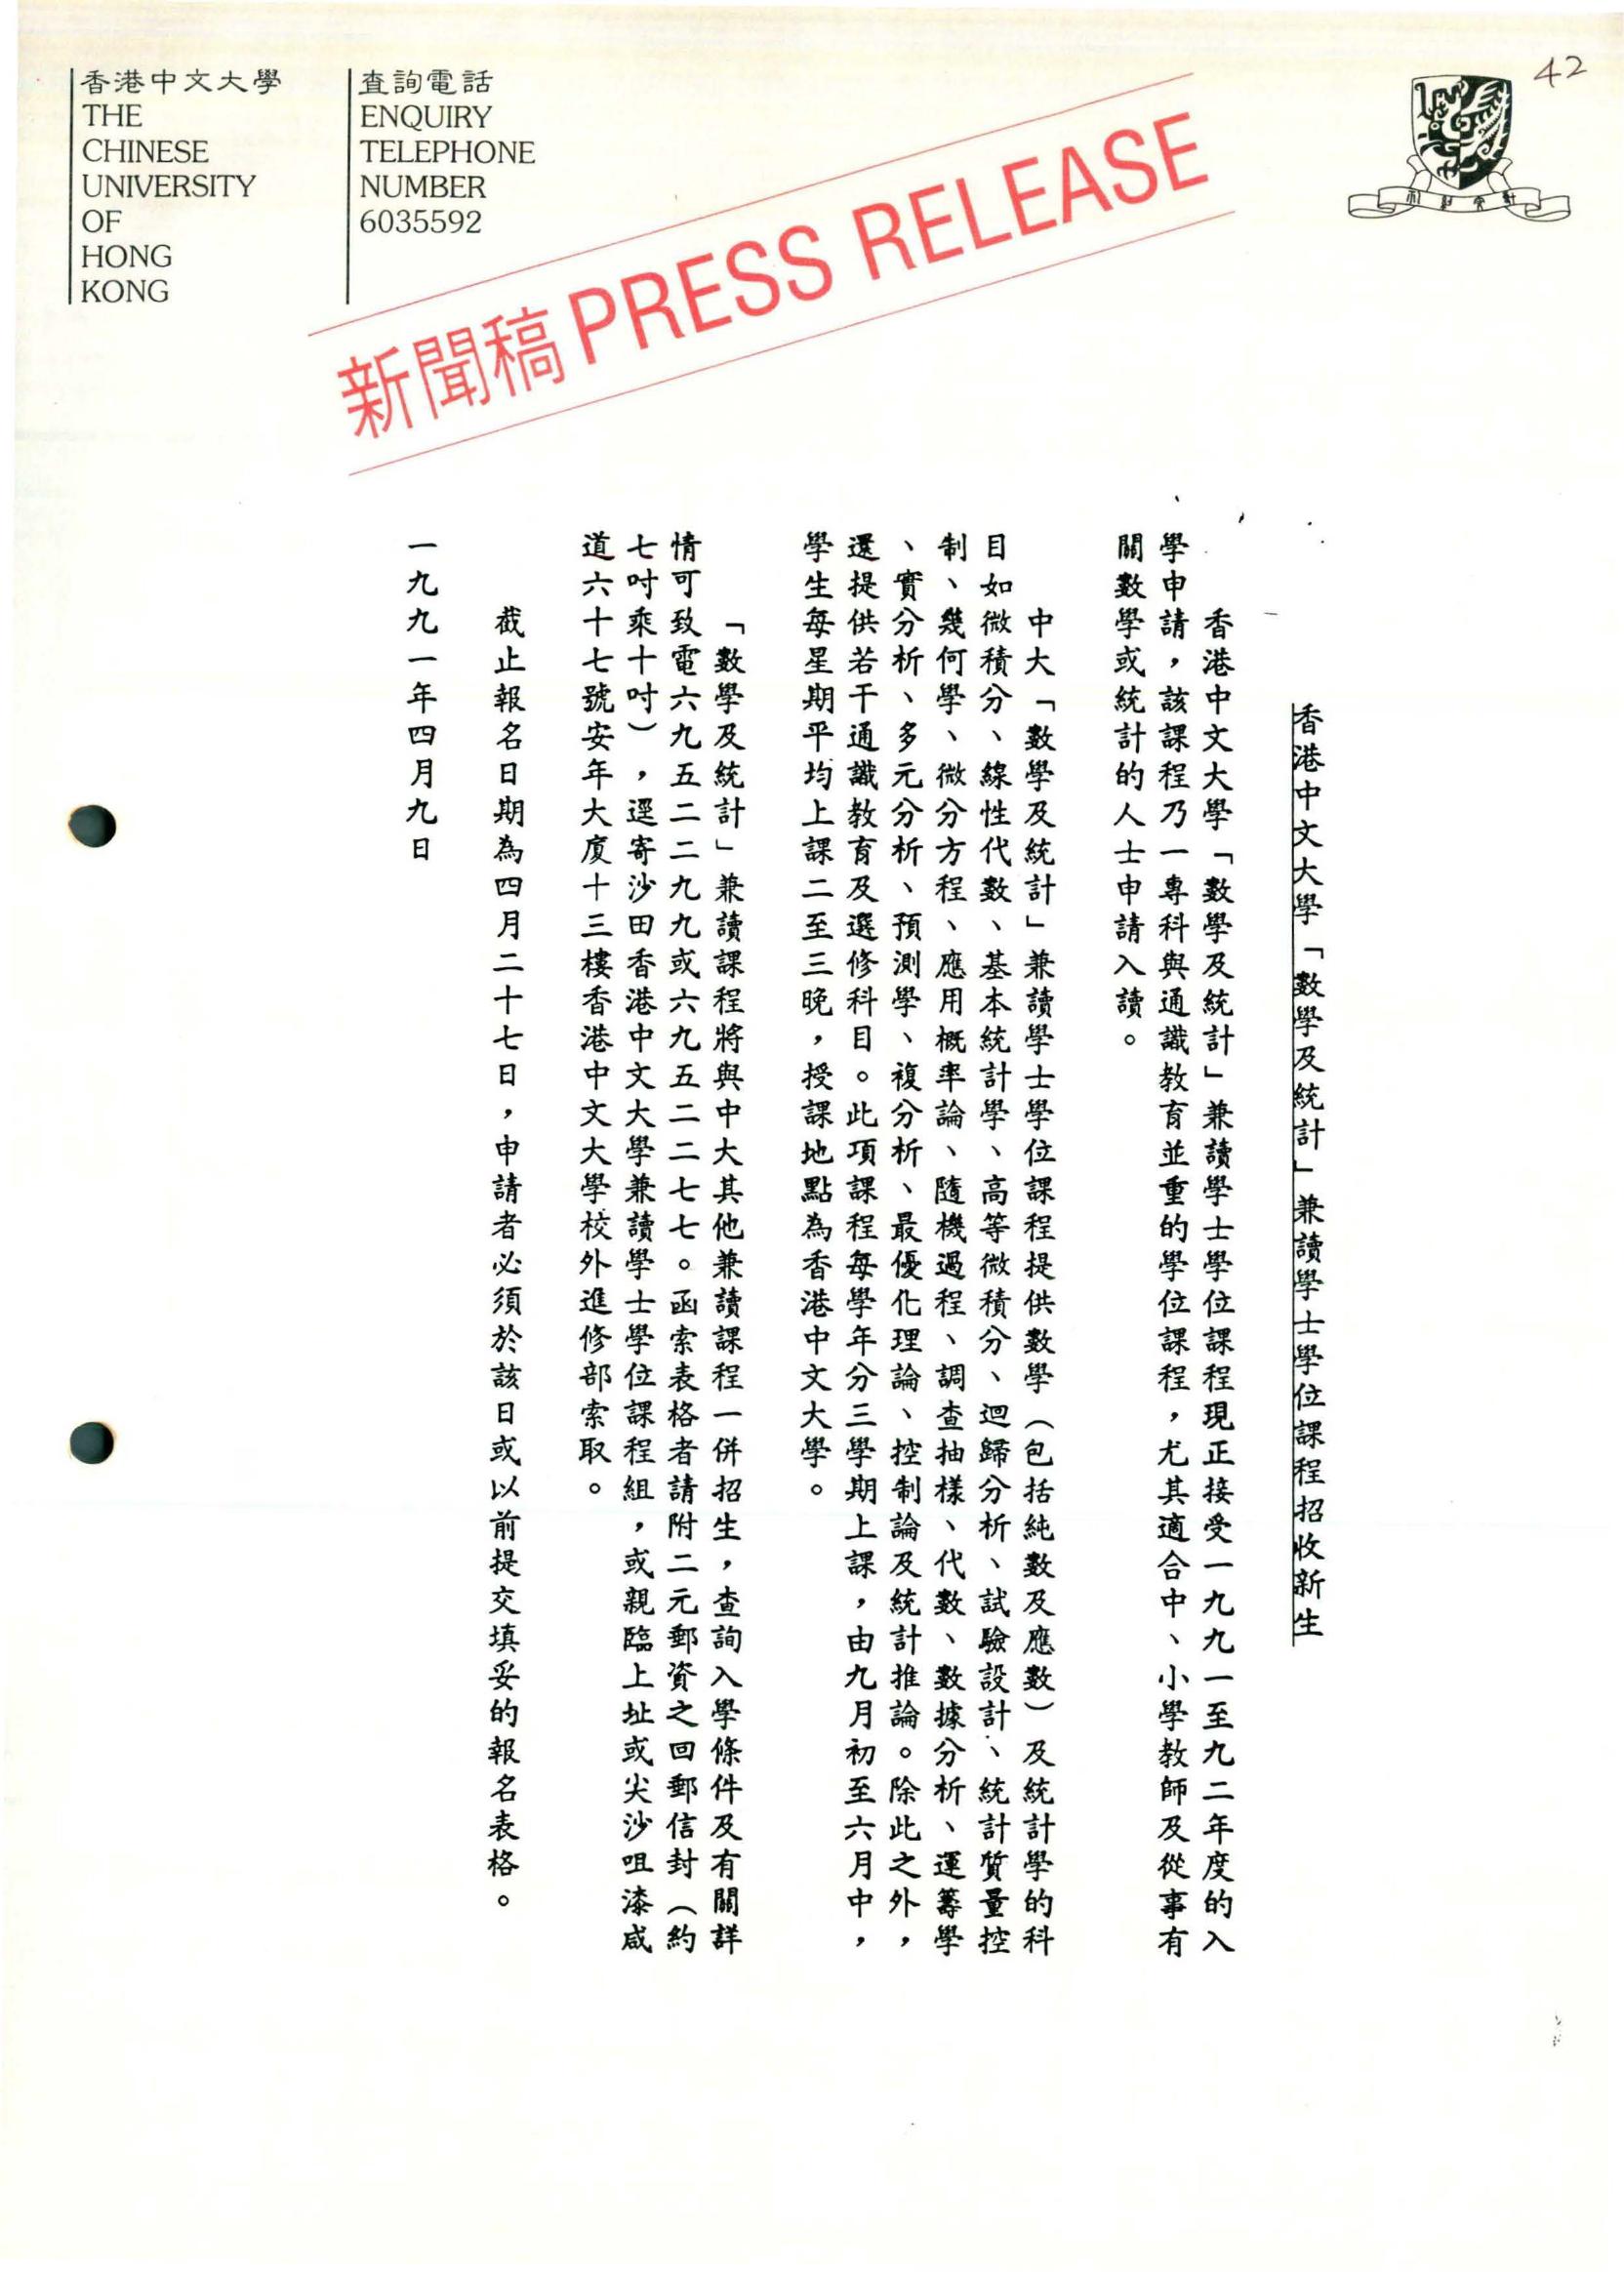 香港中文大學
THE
CHINESE
UNIVERSITY
OF
HONG
KONG
查詢電話
ENQUIRY
TELEPHONE
NUMBER
6035592
新聞稿 PRESS RELEASE
42
香港中文大學「數學及統計」兼讀學士學位課程招收新生
香港中文大學「數學及統計」兼讀學士學位課程現正接受一九九一至九二年度的入
學申請，該課程乃一專科與通識教育並重的學位課程，尤其適合中、小學教師及從事有
關數學或統計的人士申請入讀。
中大「數學及統計」兼讀學士學位課程提供數學（包括純數及應數）及統計學的科
目如微積分、線性代數、基本統計學、高等微積分、迴歸分析、試驗設計、統計質量控
制、幾何學、微分方程、應用概率論、隨機過程、調查抽樣、代數、數據分析、運籌學
、實分析、多元分析、預測學、複分析、最優化理論、控制論及統計推論。除此之外，
還提供若干通識教育及選修科目。此項課程每學年分三學期上課，由九月初至六月中，
學生每星期平均上課二至三晚，授課地點為香港中文大學。
「數學及統計」兼讀課程將與中大其他兼讀課程一併招生，查詢入學條件及有關詳
情可致電六九五二二九九或六九五二二七七。函索表格者請附二元郵資之回郵信封（約
七吋乘十吋），逕寄沙田香港中文大學兼讀學士學位課程組，或親臨上址或尖沙咀漆咸
道六十七號安年大廈十三樓香港中文大學校外進修部索取。
截止報名日期為四月二十七日，申請者必須於該日或以前提交填妥的報名表格。
一九九一年四月九日